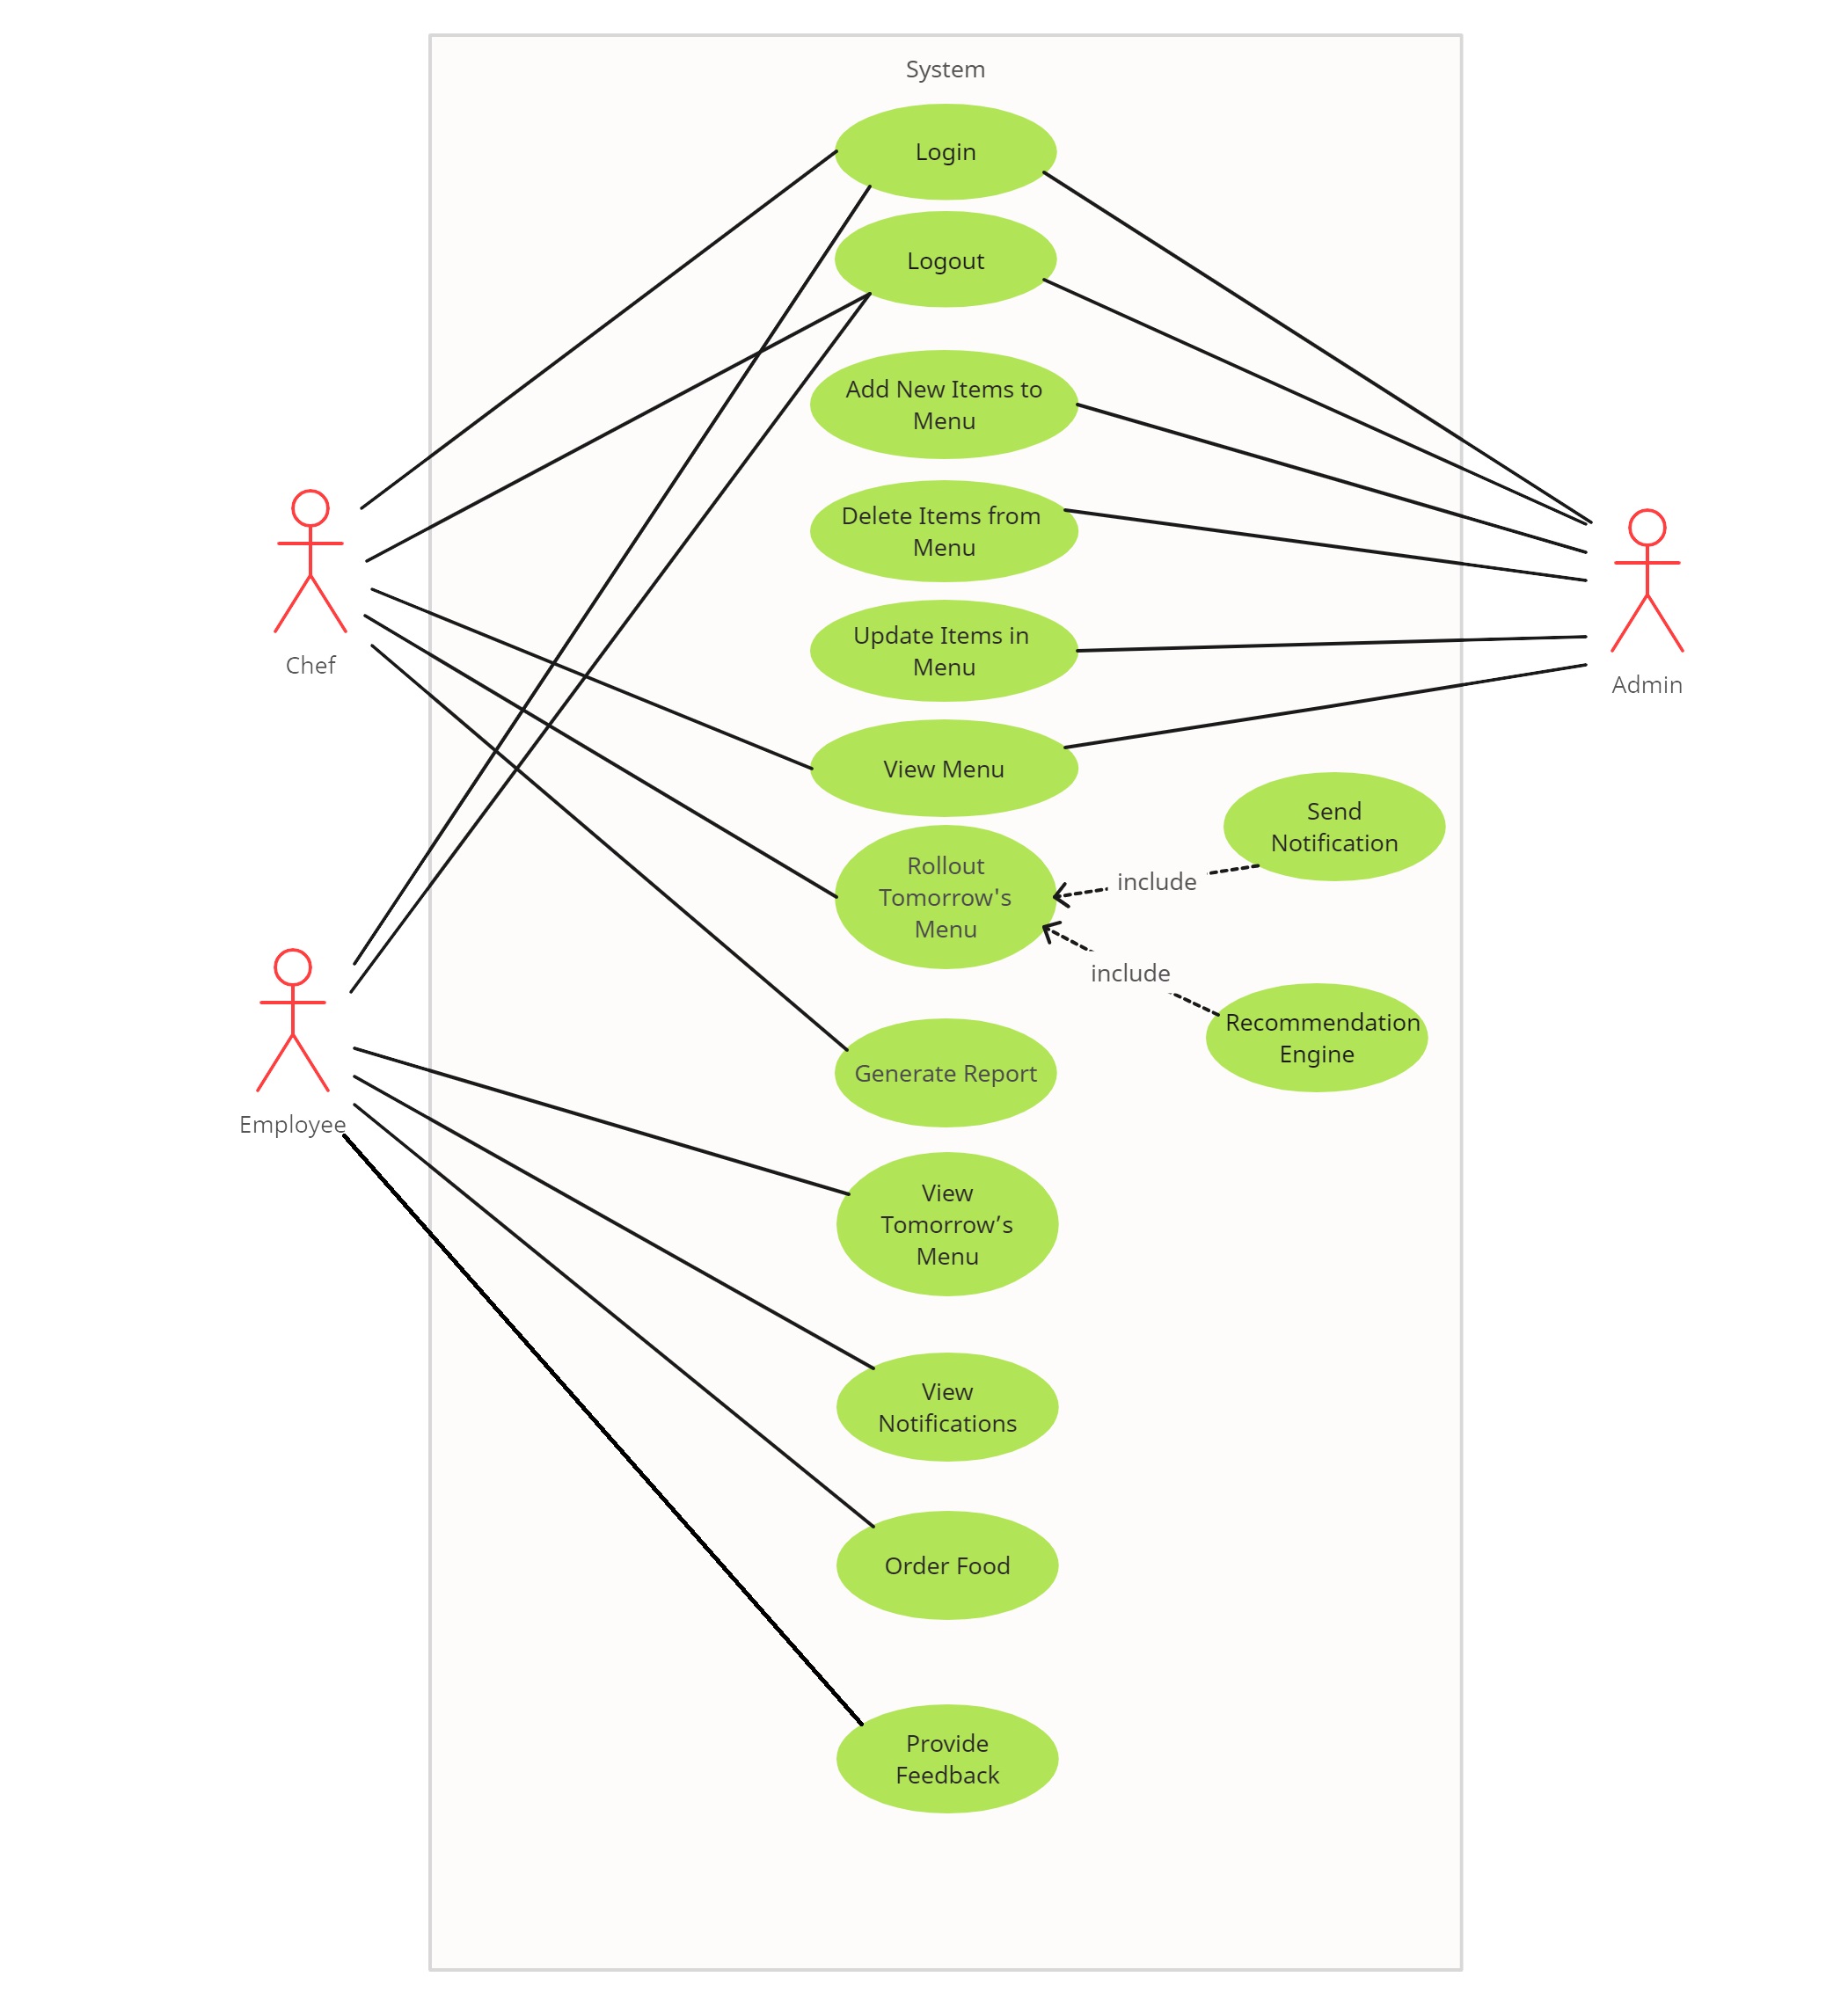 System
Login
Logout
Add New Items to
Menu
Delete Items from
Menu
Update Items in
Menu
View Menu
Rollout
Tomorrow's
Menu
Send
Notification
include
include
Recommendation
Engine
Generate Report
View
Tomorrow’s
Menu
View
Notifications
Order Food
Provide
Feedback
Chef
Employee
Admin